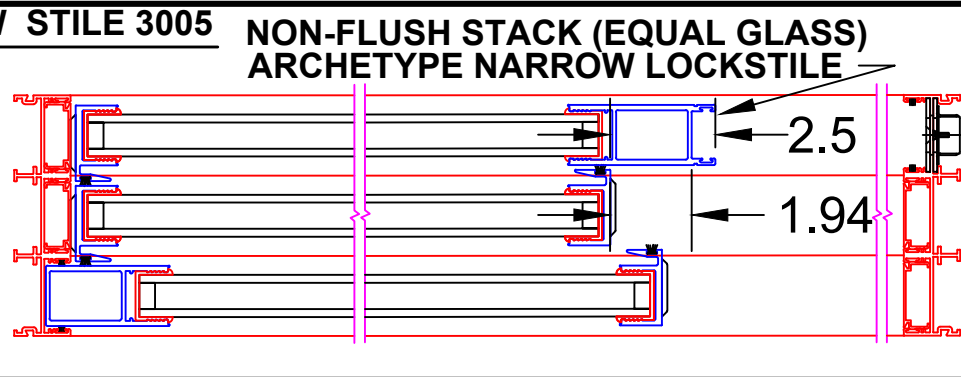 STILE 3005
NON-FLUSH STACK (EQUAL GLASS)
ARCHETYPE NARROW LOCKSTILE
2.5
1.94